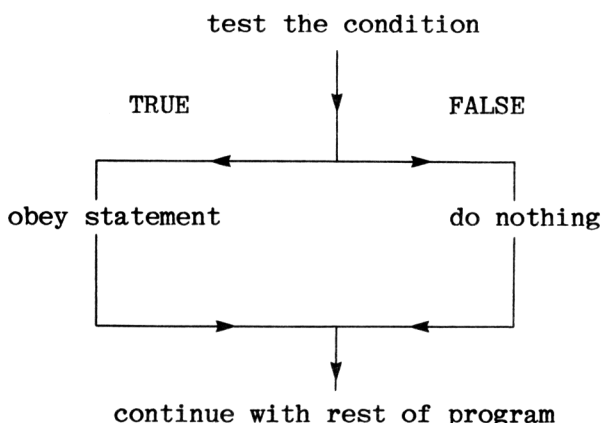 test the condition
TRUE FALSE
obey statement do nothing
continue with rest of program